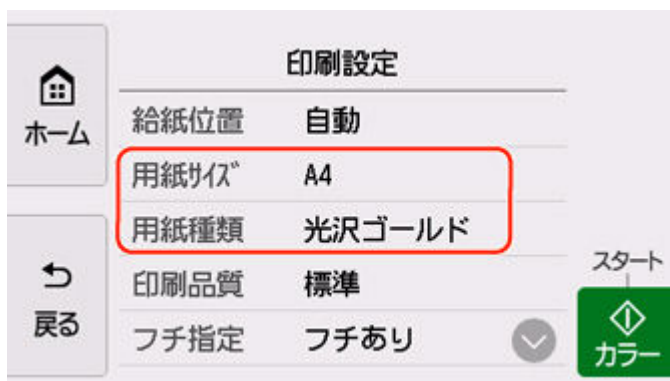 印刷設定
ホーム
給紙位置 自動
用紙ｻｲｽﾞ A4
用紙種類 光沢ゴールド
印刷品質 標準
フチ指定 フチあり
戻る
スタート
カラー